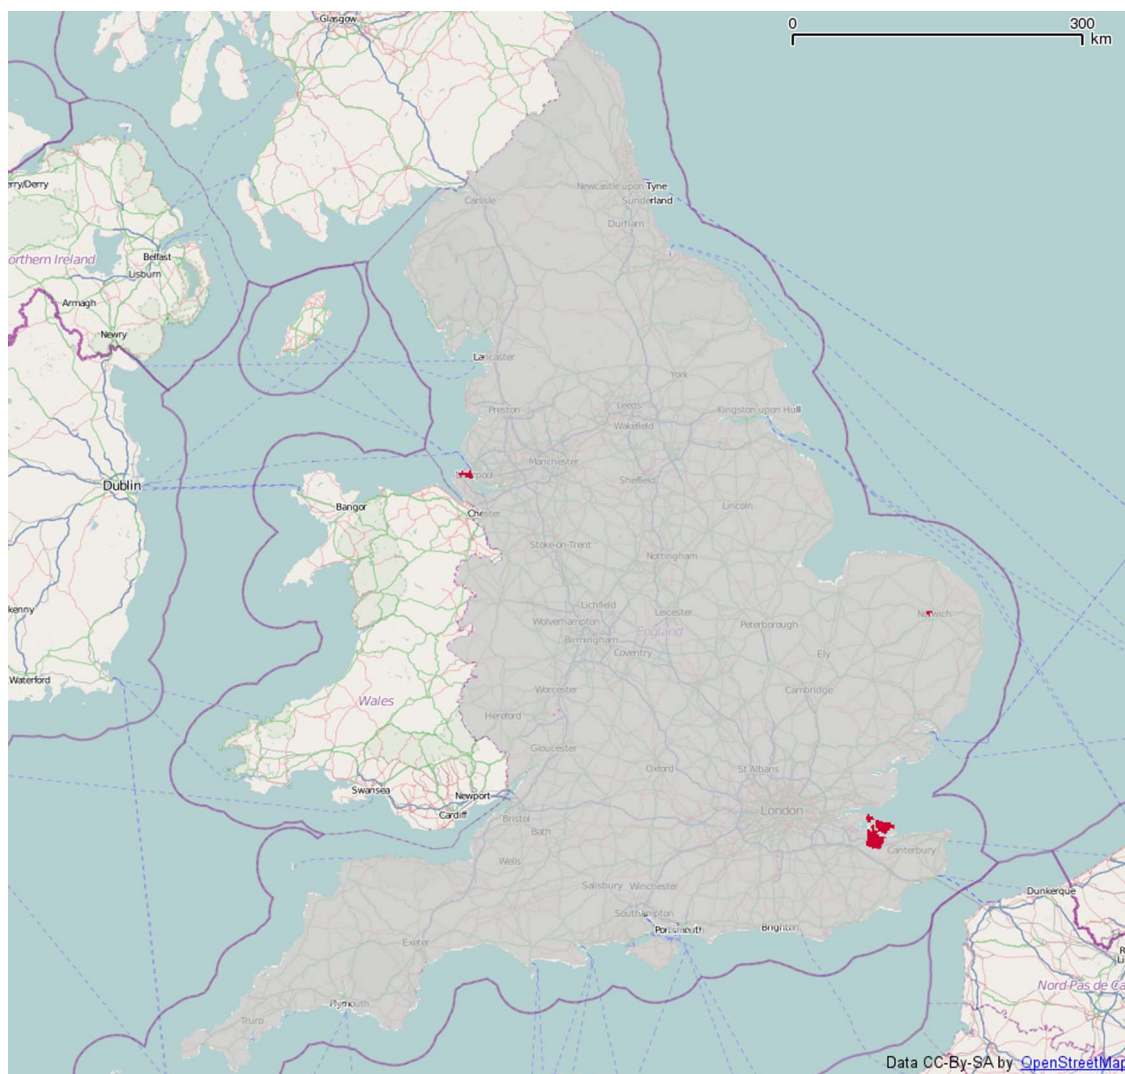 Glasgow
0 300
km
erry/Derry
Newcastle upon Tyne
Carlisle
Sunderland
Durham
Belfast
orthern Ireland
Lisburn
Armagh
Newry
Lancaster
York
Preston
Leeds
Kingston upon Hull
Wakefield
Manchester
Sheffield
Dublin
Bangor
Lincoln
Chester
Stoke-on-Trent
Nottingham
kenny
Lichfield
Leicester
Norwich
Wolverhampton
Peterborough
England
Birmingham
Coventry
Ely
Waterford
Worcester
Cambridge
Wales
Hereford
Gloucester
Oxford
St Albans
Swansea
Newport
London
Cardiff
Bristol
Bath
Canterbury
Wells
Salisbury
Winchester
Dunkerque
Southampton
Portsmouth
Brighton
Exeter
Nord-Pas de Ca
Plymouth
Truro
Data CC-By-SA by OpenStreetMap